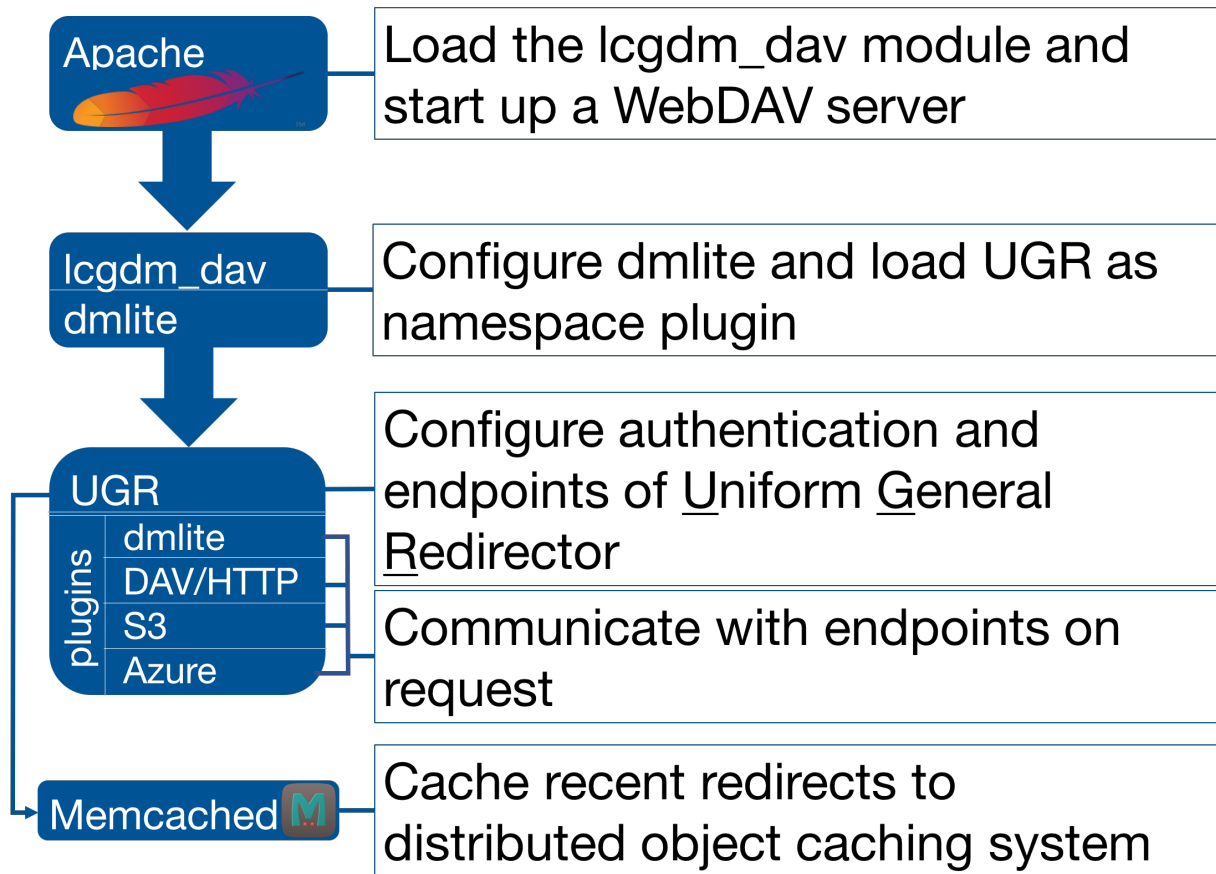 Apache
Load the lcgdm_dav module and
start up a WebDAV server
lcgdm_dav
dmlite
Configure dmlite and load UGR as
namespace plugin
UGR
plugins
dmlite
DAV/HTTP
S3
Azure
Configure authentication and
endpoints of Uniform General
Redirector
Communicate with endpoints on
request
Memcached
Cache recent redirects to
distributed object caching system